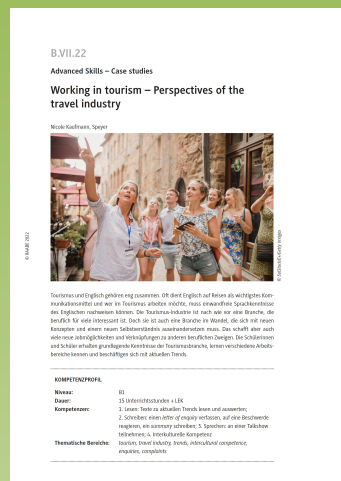 B.VII.22
Advanced Skills – Case studies
Working in tourism – Perspectives of the
travel industry
Nicole Kaufmann, Speyer
© RAABE 2022
Tourismus und Englisch gehören eng zusammen. Oft dient Englisch auf Reisen als wichtigstes Kom-
munikationsmittel und wer im Tourismus arbeiten möchte, muss einwandfreie Sprachkenntnisse
des Englischen nachweisen können. Die Tourismus-Industrie ist nach wie vor eine Branche, die
beruflich für viele interessant ist. Doch sie ist auch eine Branche im Wandel, die sich mit neuen
Konzepten und einem neuen Selbstverständnis auseinandersetzen muss. Das schafft aber auch
viele neue Jobmöglichkeiten und Verknüpfungen zu anderen beruflichen Zweigen. Die Schülerinnen
und Schüler erhalten grundlegende Kenntnisse der Tourismusbranche, lernen verschiedene Arbeits-
bereiche kennen und beschäftigen sich mit aktuellen Trends.
KOMPETENZPROFIL
Niveau: B1
Dauer: 15 Unterrichtsstunden + LEK
Kompetenzen: 1. Lesen: Texte zu aktuellen Trends lesen und auswerten;
2. Schreiben: einen letter of enquiry verfassen, auf eine Beschwerde
reagieren, ein summary schreiben; 3. Sprechen: an einer Talkshow
teilnehmen; 4. Interkulturelle Kompetenz
Thematische Bereiche: tourism, travel industry, trends, intercultural competence,
enquiries, complaints